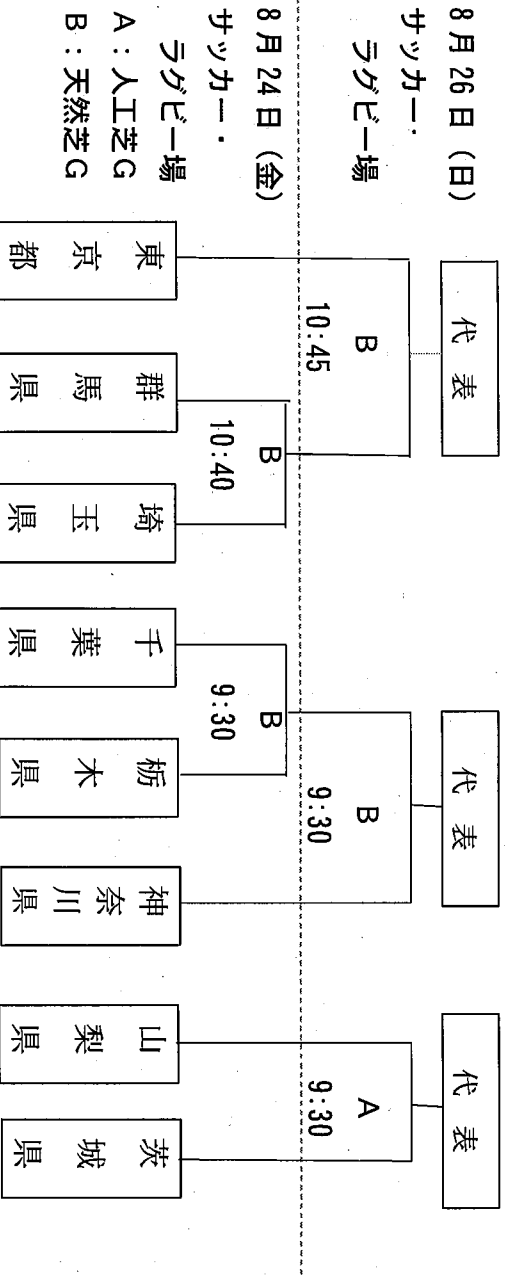 8月26日（日）
サッカー・
ラグビー場
代表
代表
代表
B
10:45
B
9:30
A
9:30
8月24日（金）
サッカー・
ラグビー場
A：人工芝G
B：天然芝G
B
10:40
B
9:30
東京都
群馬県
埼玉県
千葉県
栃木県
神奈川県
山梨県
茨城県